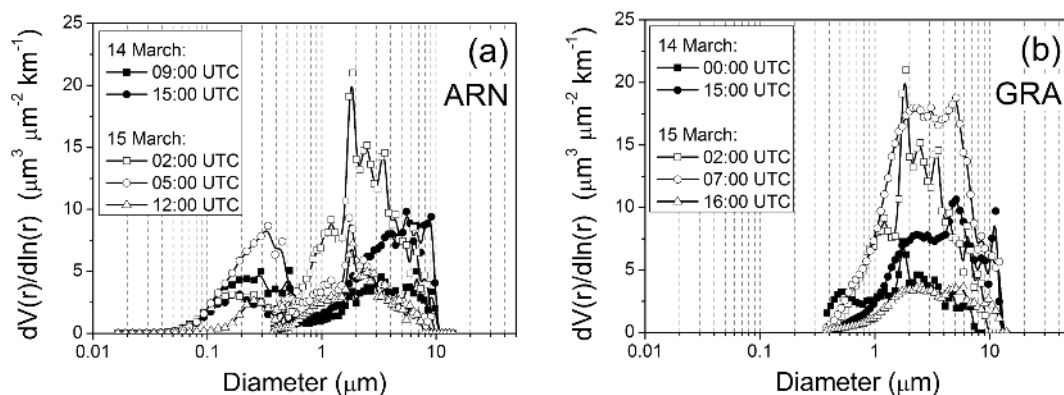 25
20
15
10
5
0
dV(r)/dln(r) (μm³ μm⁻² km⁻¹)
14 March:
09:00 UTC
15:00 UTC
15 March:
02:00 UTC
05:00 UTC
12:00 UTC
(a)
ARN
0.01 0.1 1 10
Diameter (μm)
25
20
15
10
5
0
dV(r)/dln(r) (μm³ μm⁻² km⁻¹)
14 March:
00:00 UTC
15:00 UTC
15 March:
02:00 UTC
07:00 UTC
16:00 UTC
(b)
GRA
0.01 0.1 1 10
Diameter (μm)